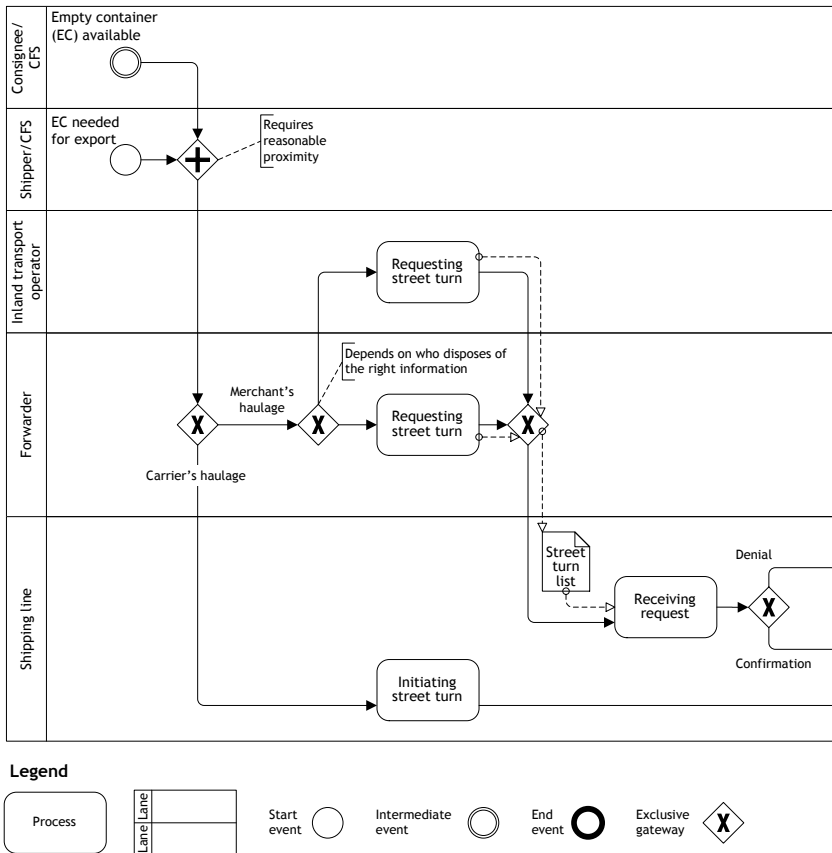 Consignee/
CFS
Empty container
(EC) available
Shipper/CFS
EC needed
for export
Requires
reasonable
proximity
Inland transport
operator
Requesting
street turn
Forwarder
Depends on who disposes of
the right information
Merchant's
haulage
X
X
Requesting
street turn
X
Carrier's haulage
Shipping line
Street
turn
list
Receiving
request
Denial
X
Confirmation
Initiating
street turn
Legend
Process
Lane
Lane
Start
event
Intermediate
event
End
event
Exclusive
gateway
X